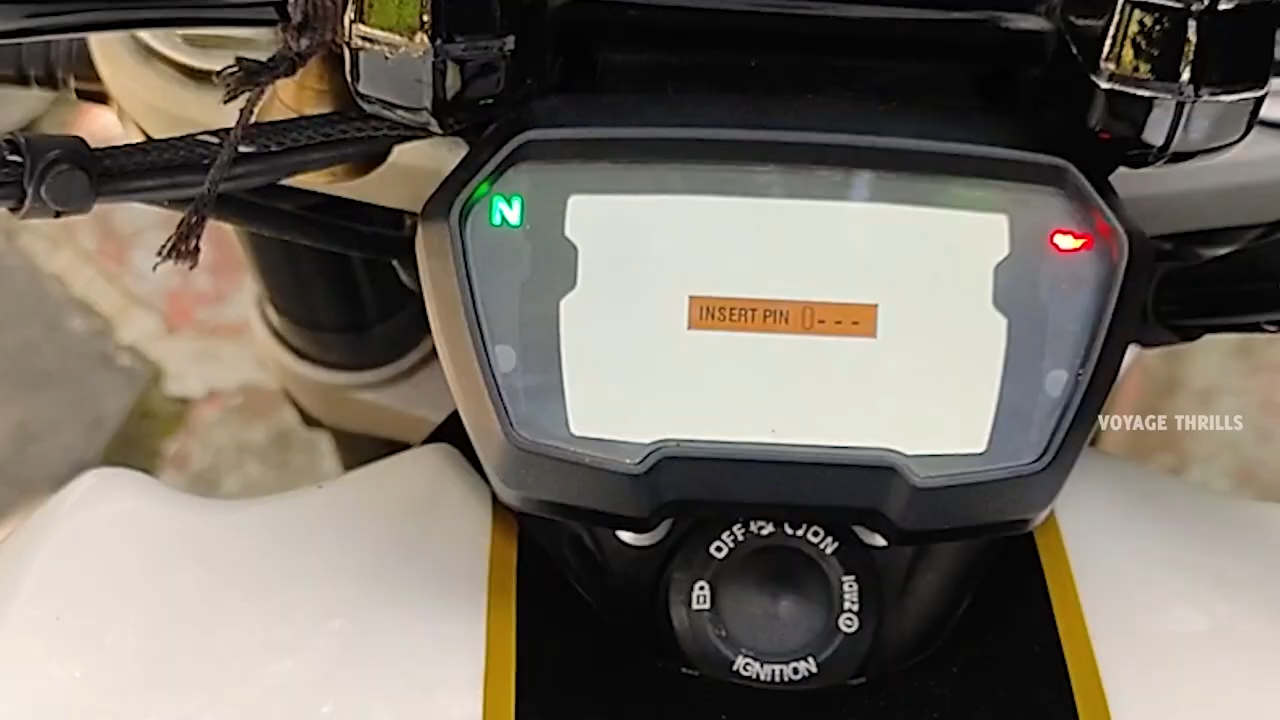 N
INSERT PIN 0---
VOYAGE THRILLS
OFF
ON
IGNITION